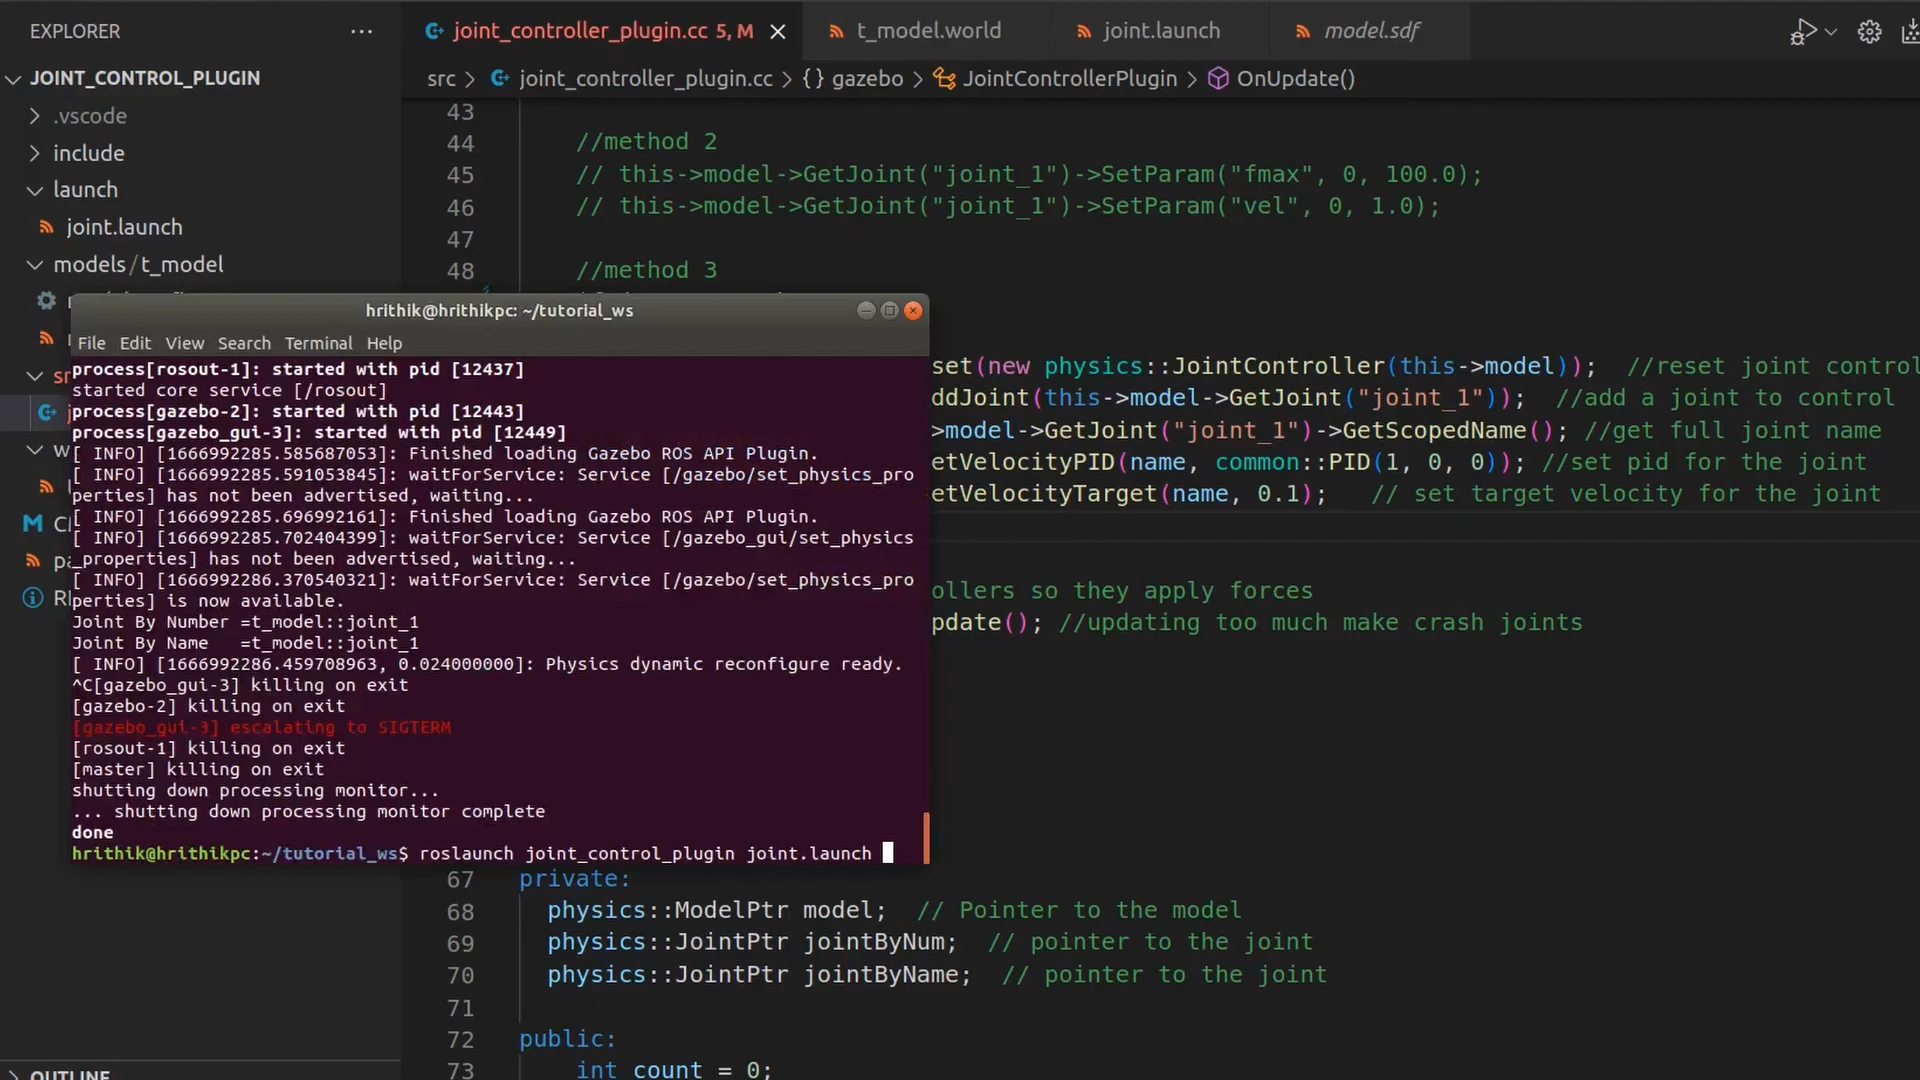 EXPLORER
joint_controller_plugin.cc 5, M
t_model.world
joint.launch
model.sdf
JOINT_CONTROL_PLUGIN
src > joint_controller_plugin.cc > {} gazebo > JointControllerPlugin > OnUpdate()
.vscode
include
launch
joint.launch
models / t_model
43
44 //method 2
45 // this->model->GetJoint("joint_1")->SetParam("fmax", 0, 100.0);
46 // this->model->GetJoint("joint_1")->SetParam("vel", 0, 1.0);
47
48 //method 3
hrithik@hrithikpc: ~/tutorial_ws
File Edit View Search Terminal Help
process[rosout-1]: started with pid [12437]
started core service [/rosout]
process[gazebo-2]: started with pid [12443]
process[gazebo_gui-3]: started with pid [12449]
[ INFO] [1666992285.585687053]: Finished loading Gazebo ROS API Plugin.
[ INFO] [1666992285.591053845]: waitForService: Service [/gazebo/set_physics_pro
perties] has not been advertised, waiting...
[ INFO] [1666992285.696992161]: Finished loading Gazebo ROS API Plugin.
[ INFO] [1666992285.702404399]: waitForService: Service [/gazebo_gui/set_physics
_properties] has not been advertised, waiting...
[ INFO] [1666992286.370540321]: waitForService: Service [/gazebo/set_physics_pro
perties] is now available.
Joint By Number =t_model::joint_1
Joint By Name   =t_model::joint_1
[ INFO] [1666992286.459708963, 0.024000000]: Physics dynamic reconfigure ready.
^C[gazebo_gui-3] killing on exit
[gazebo-2] killing on exit
[gazebo_gui-3] escalating to SIGTERM
[rosout-1] killing on exit
[master] killing on exit
shutting down processing monitor...
... shutting down processing monitor complete
done
hrithik@hrithikpc:~/tutorial_ws$ roslaunch joint_control_plugin joint.launch
set(new physics::JointController(this->model)); //reset joint control
ddJoint(this->model->GetJoint("joint_1")); //add a joint to control
>model->GetJoint("joint_1")->GetScopedName(); //get full joint name
etVelocityPID(name, common::PID(1, 0, 0)); //set pid for the joint
etVelocityTarget(name, 0.1); // set target velocity for the joint
ollers so they apply forces
pdate(); //updating too much make crash joints
67 private:
68 physics::ModelPtr model; // Pointer to the model
69 physics::JointPtr jointByNum; // pointer to the joint
70 physics::JointPtr jointByName; // pointer to the joint
71
72 public:
73 int count = 0;
OUTLINE